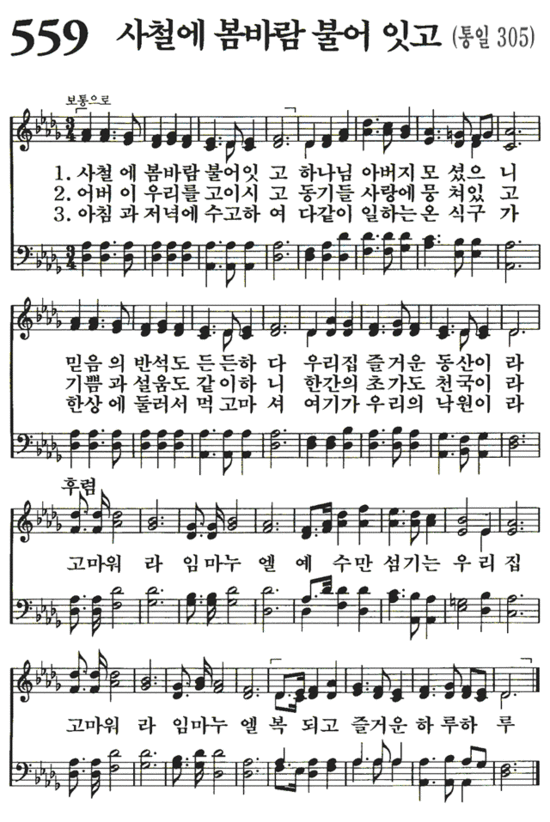 559 사철에 봄바람 불어 잇고 (통일 305)
보통으로
1. 사철 에 봄바람 불어잇 고 하나님 아버지 모 셨으 니
2. 어버 이 우리를 고이시 고 동기들 사랑에 뭉 쳐있 고
3. 아침 과 저녁에 수고하 여 다같이 일하는 온 식구 가
믿음 의 반석도 든든하 다 우리집 즐거운 동산이 라
기쁨 과 설움도 같이하 니 한간의 초가도 천국이 라
한상 에 둘러서 먹고마 셔 여기가 우리의 낙원이 라
후렴
고마워 라 임마누 엘 예 수만 섬기는 우리 집
고마워 라 임마누 엘 복 되고 즐거운 하루하 루